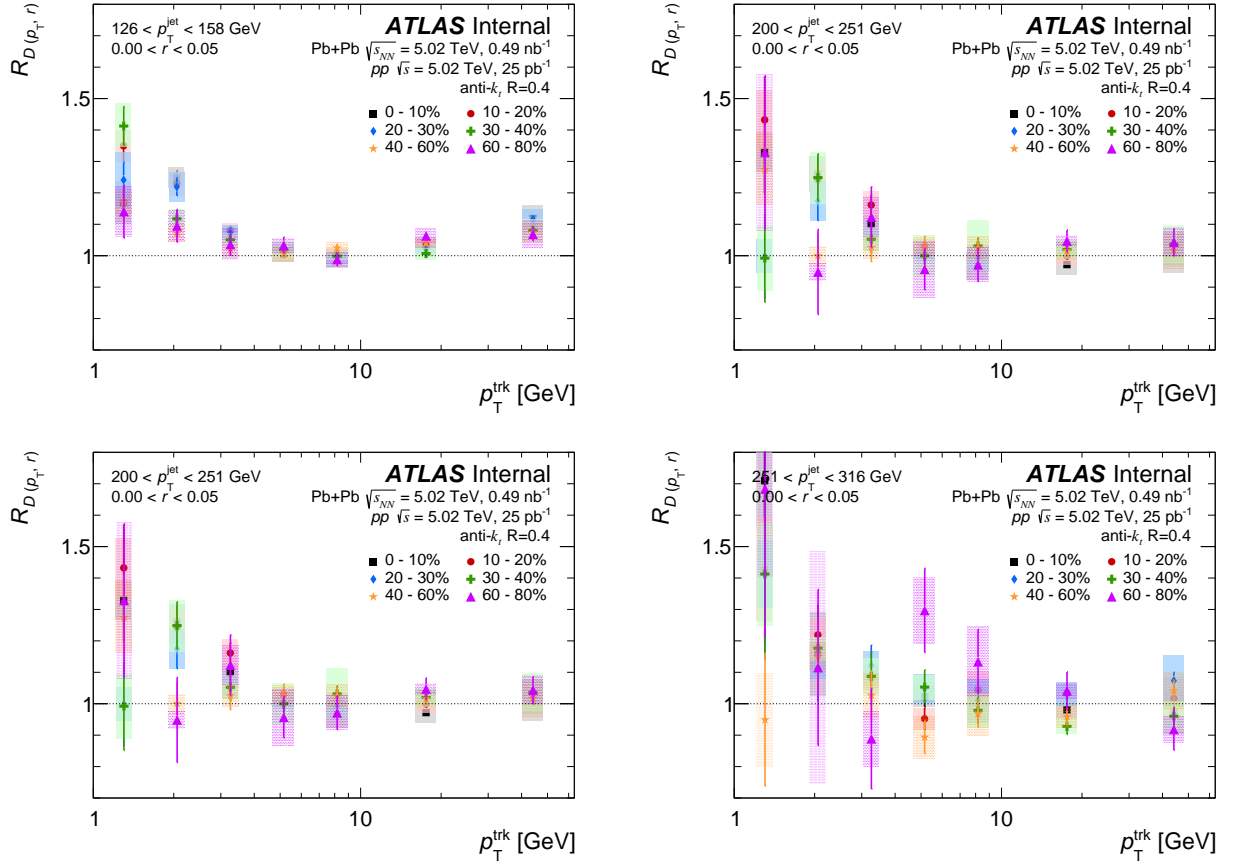 126 < p_T^jet < 158 GeV
0.00 < r < 0.05
ATLAS Internal
Pb+Pb √s_NN = 5.02 TeV, 0.49 nb⁻¹
pp √s = 5.02 TeV, 25 pb⁻¹
anti-k_t R=0.4
0 - 10% 10 - 20%
20 - 30% 30 - 40%
40 - 60% 60 - 80%
R_D (p_T, r)
1.5
1
1 10
p_T^trk [GeV]
200 < p_T^jet < 251 GeV
0.00 < r < 0.05
ATLAS Internal
Pb+Pb √s_NN = 5.02 TeV, 0.49 nb⁻¹
pp √s = 5.02 TeV, 25 pb⁻¹
anti-k_t R=0.4
0 - 10% 10 - 20%
20 - 30% 30 - 40%
40 - 60% 60 - 80%
R_D (p_T, r)
1.5
1
1 10
p_T^trk [GeV]
200 < p_T^jet < 251 GeV
0.00 < r < 0.05
ATLAS Internal
Pb+Pb √s_NN = 5.02 TeV, 0.49 nb⁻¹
pp √s = 5.02 TeV, 25 pb⁻¹
anti-k_t R=0.4
0 - 10% 10 - 20%
20 - 30% 30 - 40%
40 - 60% 60 - 80%
R_D (p_T, r)
1.5
1
1 10
p_T^trk [GeV]
251 < p_T^jet < 316 GeV
0.00 < r < 0.05
ATLAS Internal
Pb+Pb √s_NN = 5.02 TeV, 0.49 nb⁻¹
pp √s = 5.02 TeV, 25 pb⁻¹
anti-k_t R=0.4
0 - 10% 10 - 20%
20 - 30% 30 - 40%
40 - 60% 60 - 80%
R_D (p_T, r)
1.5
1
1 10
p_T^trk [GeV]